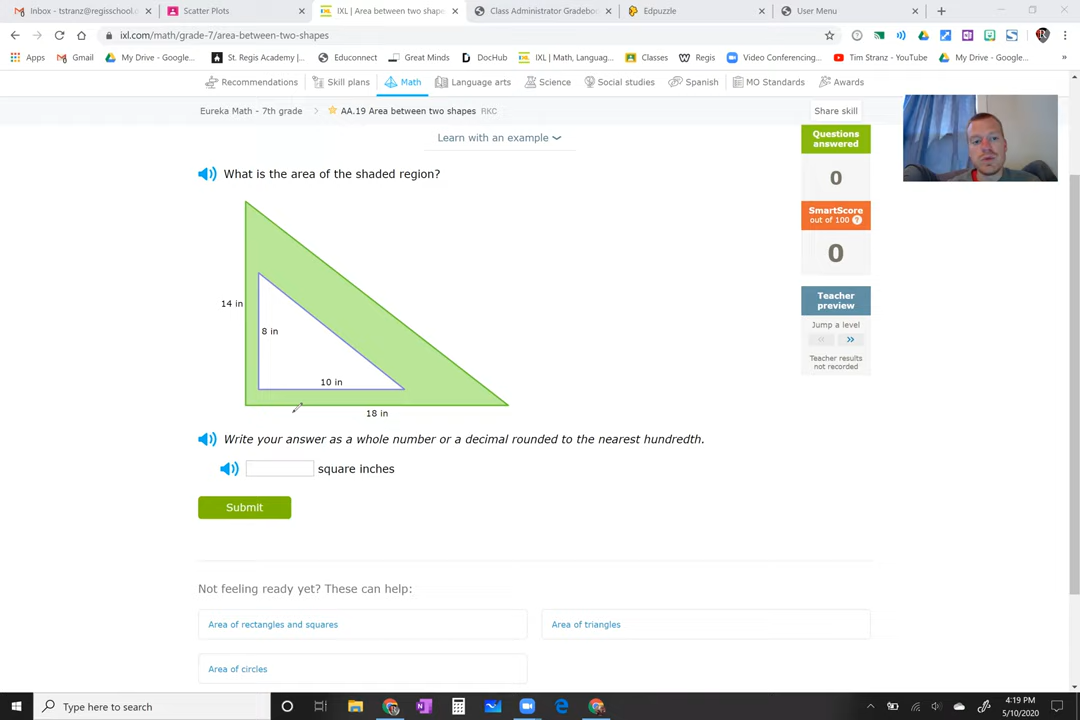 Inbox - tstranz@regisschool.c
Scatter Plots
IXL | Area between two shape
Class Administrator Gradeboo
Edpuzzle
User Menu
ixl.com/math/grade-7/area-between-two-shapes
Apps
Gmail
My Drive - Google...
St. Regis Academy |...
Educonnect
Great Minds
DocHub
IXL | Math, Languag...
Classes
Regis
Video Conferencing...
Tim Stranz - YouTube
My Drive - Google...
Recommendations
Skill plans
Math
Language arts
Science
Social studies
Spanish
MO Standards
Awards
Eureka Math - 7th grade
AA.19 Area between two shapes RKC
Share skill
Learn with an example
Questions
answered
0
What is the area of the shaded region?
SmartScore
out of 100 ?
0
14 in
8 in
10 in
18 in
Teacher
preview
Jump a level
Teacher results
not recorded
Write your answer as a whole number or a decimal rounded to the nearest hundredth.
square inches
Submit
Not feeling ready yet? These can help:
Area of rectangles and squares
Area of triangles
Area of circles
Type here to search
4:19 PM
5/10/2020